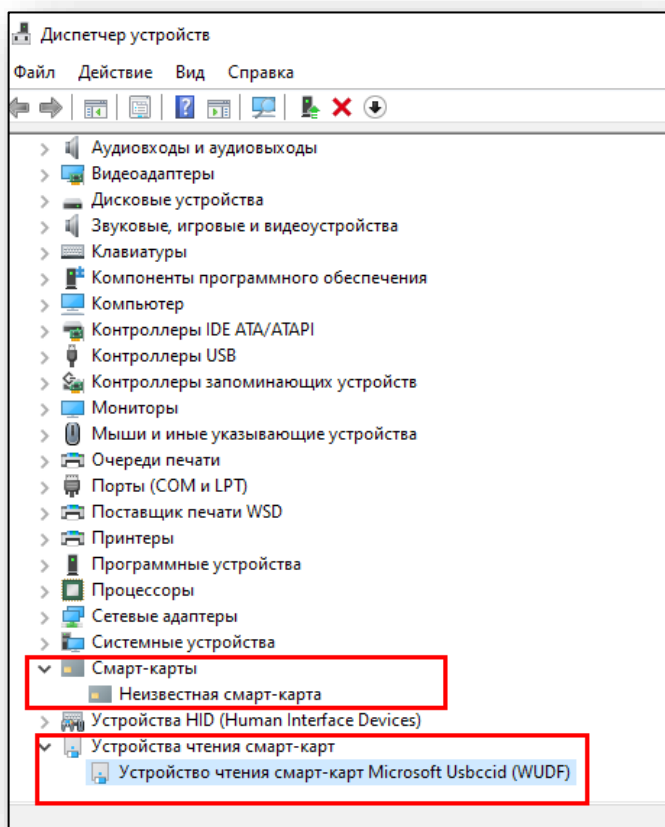 Диспетчер устройств
Файл Действие Вид Справка
Аудиовходы и аудиовыходы
Видеоадаптеры
Дисковые устройства
Звуковые, игровые и видеоустройства
Клавиатуры
Компоненты программного обеспечения
Компьютер
Контроллеры IDE ATA/ATAPI
Контроллеры USB
Контроллеры запоминающих устройств
Мониторы
Мыши и иные указывающие устройства
Очереди печати
Порты (COM и LPT)
Поставщик печати WSD
Принтеры
Программные устройства
Процессоры
Сетевые адаптеры
Системные устройства
Смарт-карты
Неизвестная смарт-карта
Устройства HID (Human Interface Devices)
Устройства чтения смарт-карт
Устройство чтения смарт-карт Microsoft Usbccid (WUDF)